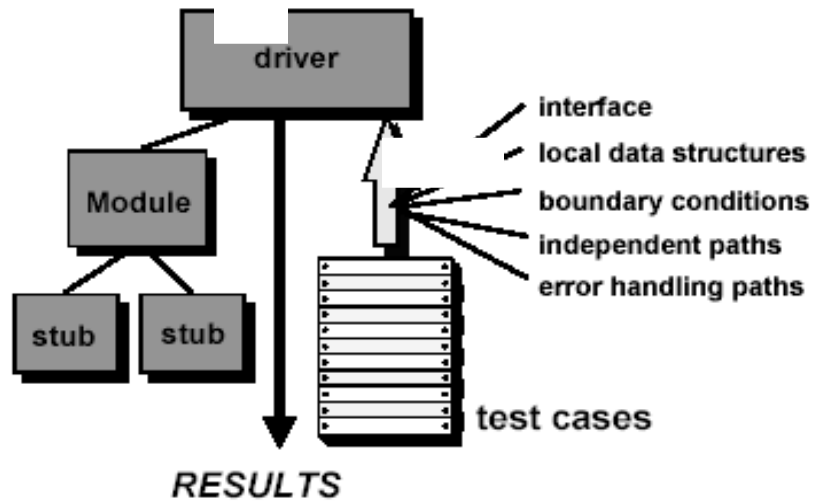 driver
interface
local data structures
Module
boundary conditions
independent paths
error handling paths
stub
stub
test cases
RESULTS